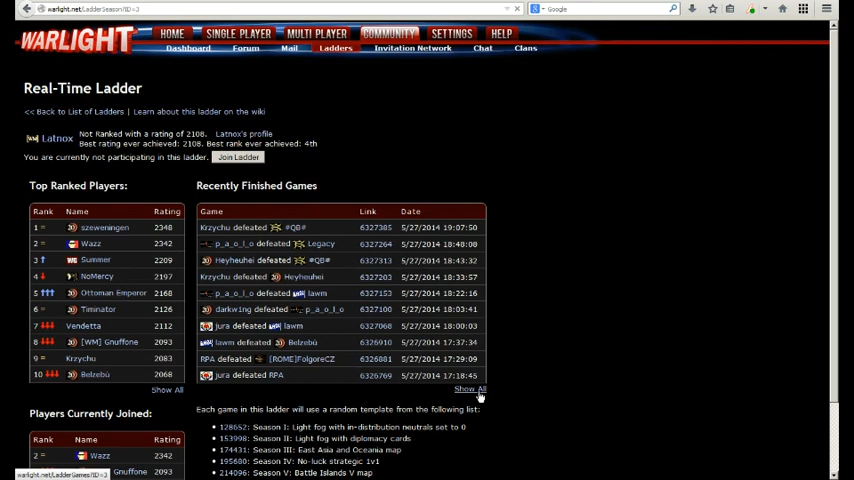 warlight.net/LadderSeason?ID=3
Google
WARLIGHT
HOME SINGLE PLAYER MULTI PLAYER COMMUNITY SETTINGS HELP
Dashboard Forum Mail Ladders Invitation Network Chat Clans
Real-Time Ladder
<< Back to List of Ladders | Learn about this ladder on the wiki
Latnox Not Ranked with a rating of 2108. Latnox's profile
Best rating ever achieved: 2108. Best rank ever achieved: 4th
You are currently not participating in this ladder. Join Ladder
Top Ranked Players:
Rank Name Rating
1 = szeweningen 2348
2 = Wazz 2342
3 Summer 2209
4 NoMercy 2197
5 Ottoman Emperor 2168
6 = Timinator 2126
7 Vendetta 2112
8 [WM] Gnuffone 2093
9 = Krzychu 2083
10 Belzebù 2068
Show All
Recently Finished Games
Game Link Date
Krzychu defeated #QB# 6327385 5/27/2014 19:07:50
p_a_o_l_o defeated Legacy 6327264 5/27/2014 18:48:08
Heyheuhei defeated #QB# 6327313 5/27/2014 18:43:32
Krzychu defeated Heyheuhei 6327203 5/27/2014 18:33:57
p_a_o_l_o defeated lawm 6327153 5/27/2014 18:22:16
darkwing defeated p_a_o_l_o 6327100 5/27/2014 18:03:41
jura defeated lawm 6327068 5/27/2014 18:00:03
lawm defeated Belzebù 6326910 5/27/2014 17:37:34
RPA defeated [ROME]FolgoreCZ 6326881 5/27/2014 17:29:09
jura defeated RPA 6326769 5/27/2014 17:18:45
Show All
Each game in this ladder will use a random template from the following list:
• 128652: Season I: Light fog with in-distribution neutrals set to 0
• 153998: Season II: Light fog with diplomacy cards
• 174431: Season III: East Asia and Oceania map
• 195680: Season IV: No-luck strategic 1v1
• 214096: Season V: Battle Islands V map
Players Currently Joined:
Rank Name Rating
2 = Wazz 2342
Gnuffone 2093
warlight.net/LadderGames?ID=3